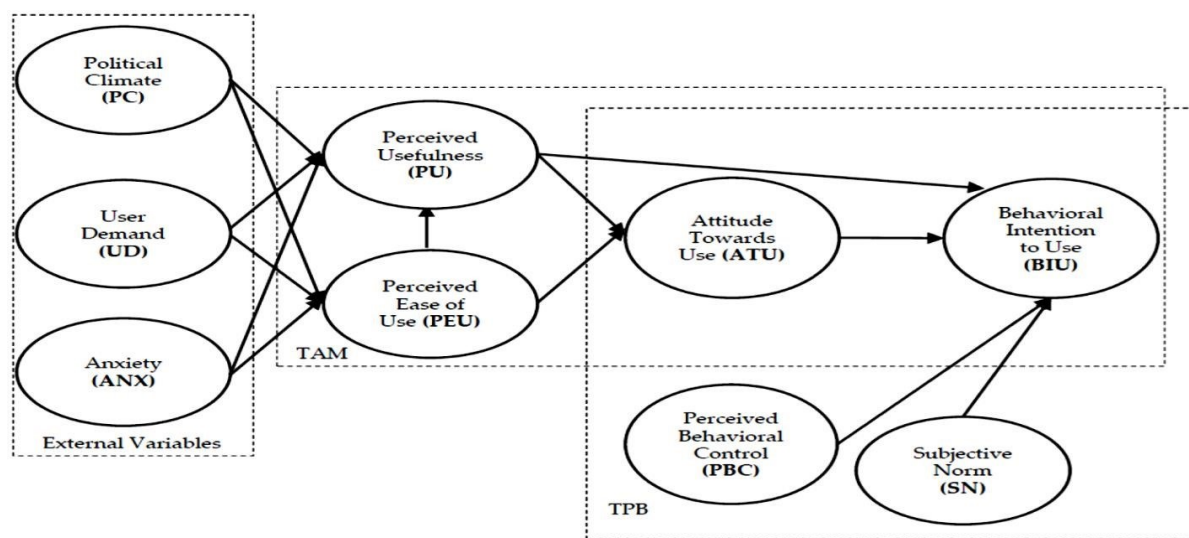 Political
Climate
(PC)
User
Demand
(UD)
Anxiety
(ANX)
External Variables
Perceived
Usefulness
(PU)
Perceived
Ease of
Use (PEU)
TAM
Attitude
Towards
Use (ATU)
Behavioral
Intention
to Use
(BIU)
Perceived
Behavioral
Control
(PBC)
Subjective
Norm
(SN)
TPB